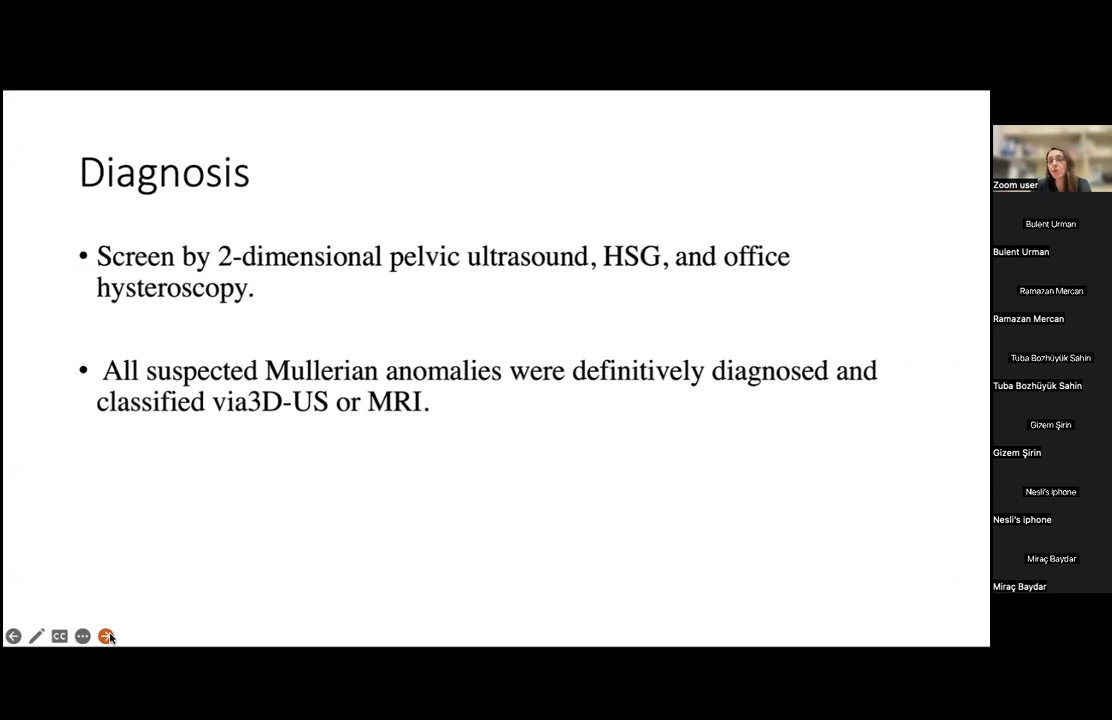 Diagnosis
• Screen by 2-dimensional pelvic ultrasound, HSG, and office
hysteroscopy.
• All suspected Mullerian anomalies were definitively diagnosed and
classified via3D-US or MRI.
CC
Zoom user
Bulent Urman
Bulent Urman
Ramazan Mercan
Ramazan Mercan
Tuba Bozhüyük Sahin
Tuba Bozhüyük Sahin
Gizem Şirin
Gizem Şirin
Nesli's iphone
Nesli's iphone
Miraç Baydar
Miraç Baydar